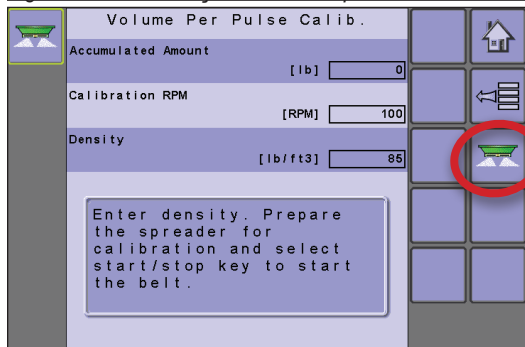 Volume Per Pulse Calib.
Accumulated Amount
[lb] 0
Calibration RPM
[RPM] 100
Density
[lb/ft3] 85
Enter density. Prepare
the spreader for
calibration and select
start/stop key to start
the belt.